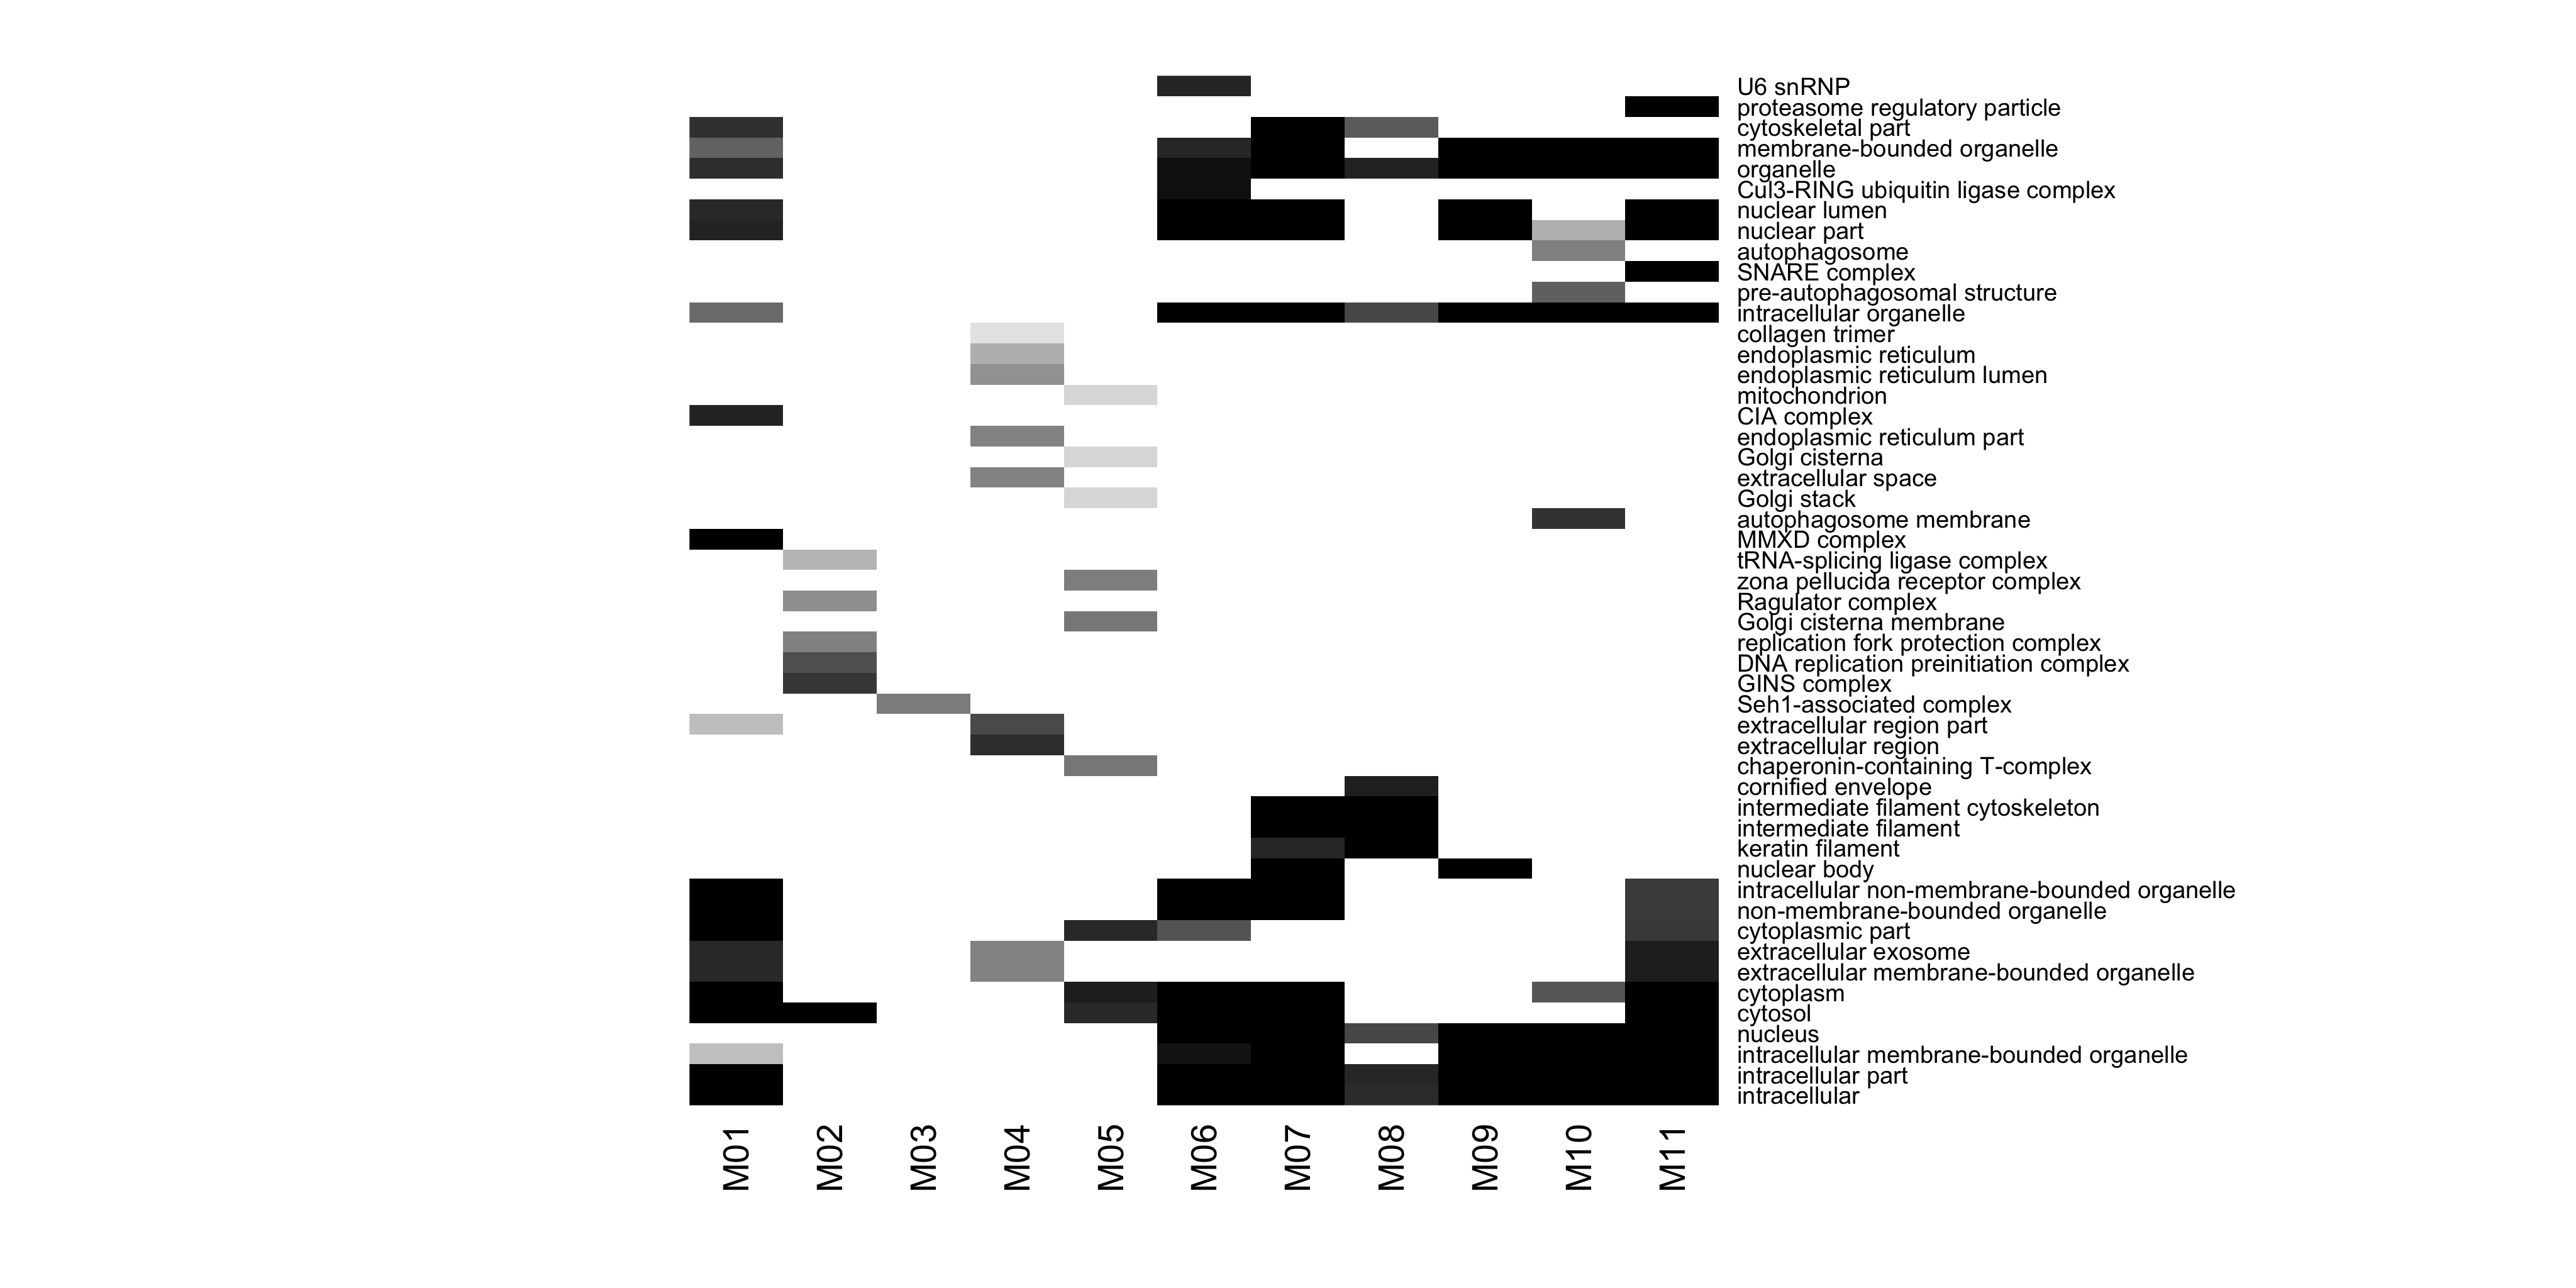 U6 snRNP
proteasome regulatory particle
cytoskeletal part
membrane-bounded organelle
organelle
Cul3-RING ubiquitin ligase complex
nuclear lumen
nuclear part
autophagosome
SNARE complex
pre-autophagosomal structure
intracellular organelle
collagen trimer
endoplasmic reticulum
endoplasmic reticulum lumen
mitochondrion
CIA complex
endoplasmic reticulum part
Golgi cisterna
extracellular space
Golgi stack
autophagosome membrane
MMXD complex
tRNA-splicing ligase complex
zona pellucida receptor complex
Ragulator complex
Golgi cisterna membrane
replication fork protection complex
DNA replication preinitiation complex
GINS complex
Seh1-associated complex
extracellular region part
extracellular region
chaperonin-containing T-complex
cornified envelope
intermediate filament cytoskeleton
intermediate filament
keratin filament
nuclear body
intracellular non-membrane-bounded organelle
non-membrane-bounded organelle
cytoplasmic part
extracellular exosome
extracellular membrane-bounded organelle
cytoplasm
cytosol
nucleus
intracellular membrane-bounded organelle
intracellular part
intracellular
M01
M02
M03
M04
M05
M06
M07
M08
M09
M10
M11